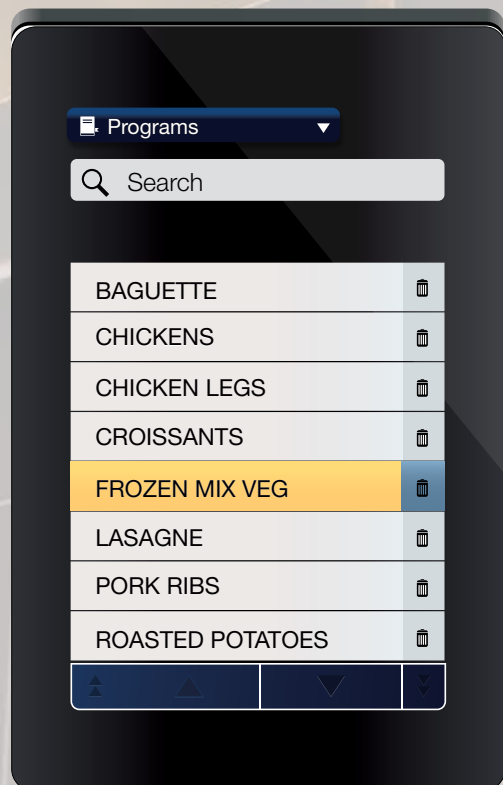 Programs
Search
BAGUETTE
CHICKENS
CHICKEN LEGS
CROISSANTS
FROZEN MIX VEG
LASAGNE
PORK RIBS
ROASTED POTATOES